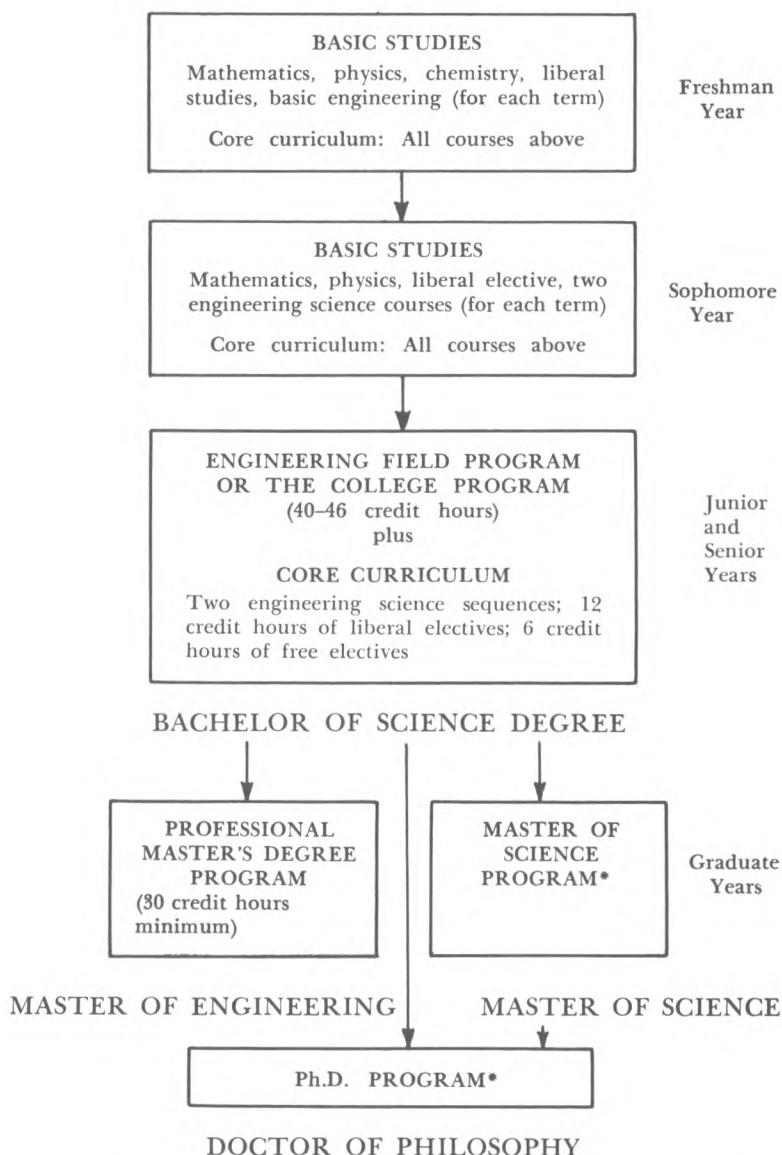 BASIC STUDIES
Mathematics, physics, chemistry, liberal
studies, basic engineering (for each term)
Core curriculum: All courses above
Freshman
Year
BASIC STUDIES
Mathematics, physics, liberal elective, two
engineering science courses (for each term)
Core curriculum: All courses above
Sophomore
Year
ENGINEERING FIELD PROGRAM
OR THE COLLEGE PROGRAM
(40–46 credit hours)
plus
CORE CURRICULUM
Two engineering science sequences; 12
credit hours of liberal electives; 6 credit
hours of free electives
Junior
and
Senior
Years
BACHELOR OF SCIENCE DEGREE
PROFESSIONAL
MASTER'S DEGREE
PROGRAM
(30 credit hours
minimum)
MASTER OF
SCIENCE
PROGRAM*
Graduate
Years
MASTER OF ENGINEERING
MASTER OF SCIENCE
Ph.D. PROGRAM*
DOCTOR OF PHILOSOPHY